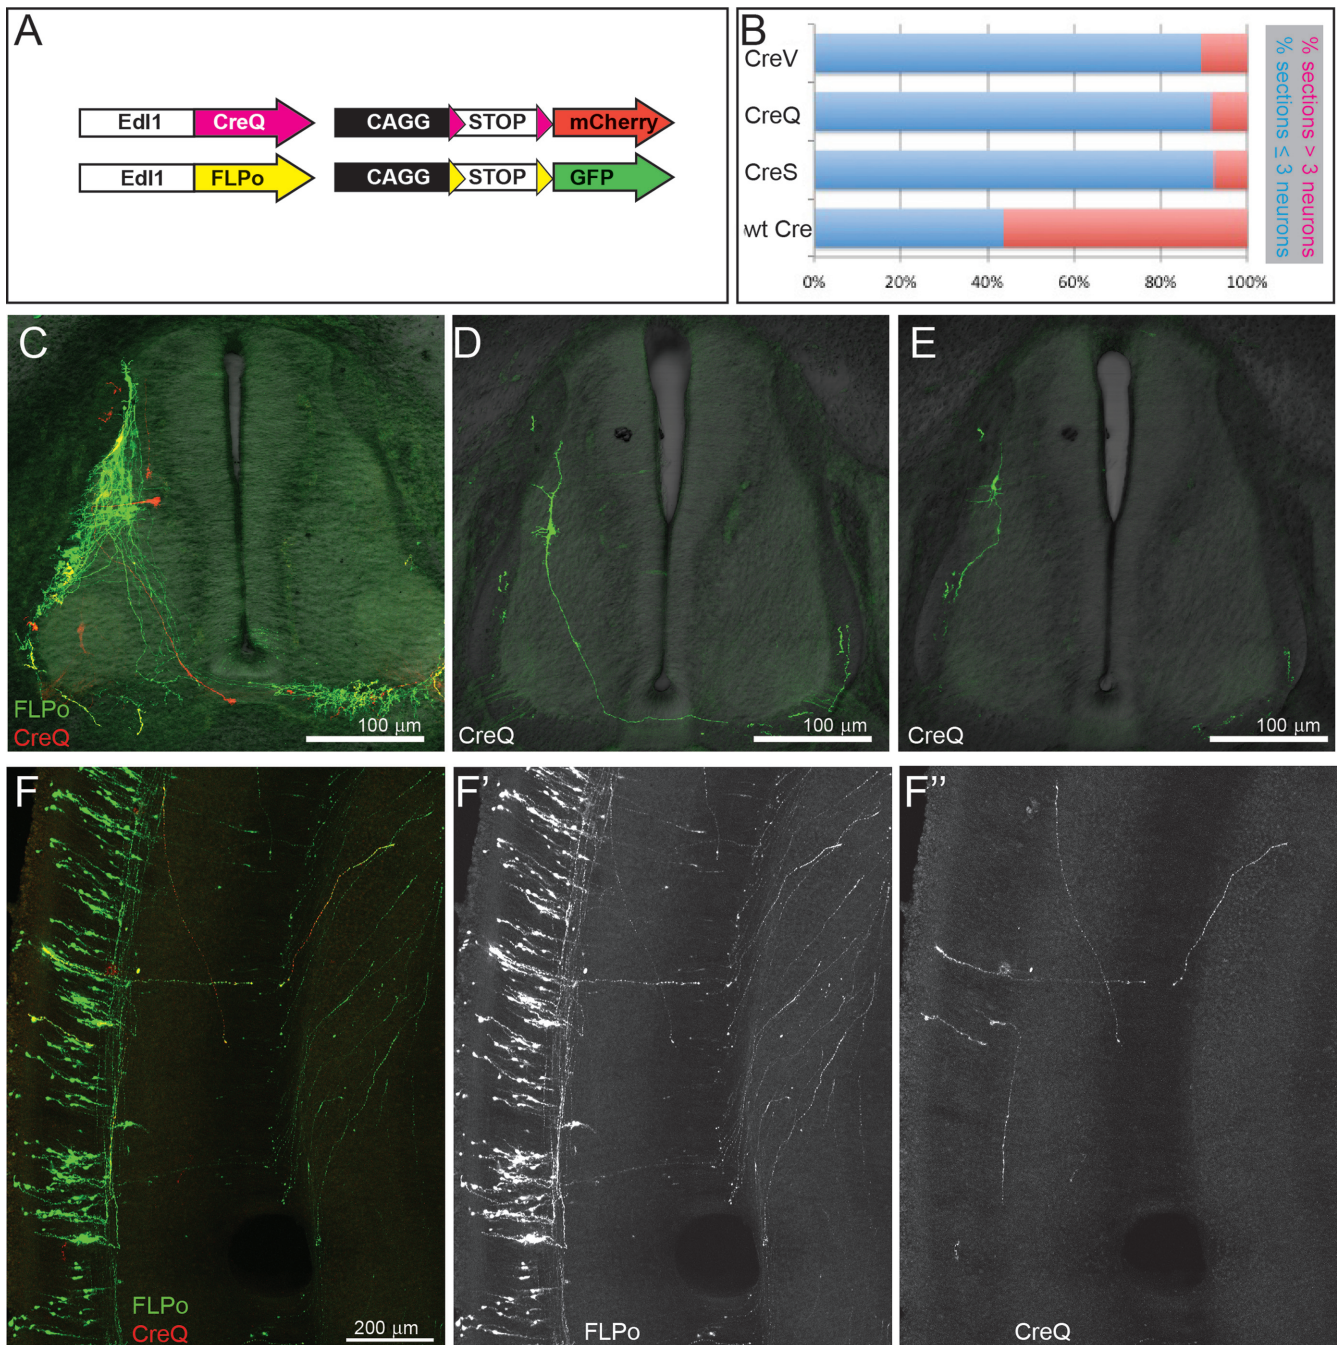 A
Edl1 CreQ CAGG STOP mCherry
Edl1 FLPo CAGG STOP GFP
B
CreV
CreQ
CreS
wt Cre
0% 20% 40% 60% 80% 100%
% sections > 3 neurons
% sections ≤ 3 neurons
C
FLPo
CreQ
100 μm
D
CreQ
100 μm
E
CreQ
100 μm
F
FLPo
CreQ
200 μm
F'
FLPo
F''
CreQ